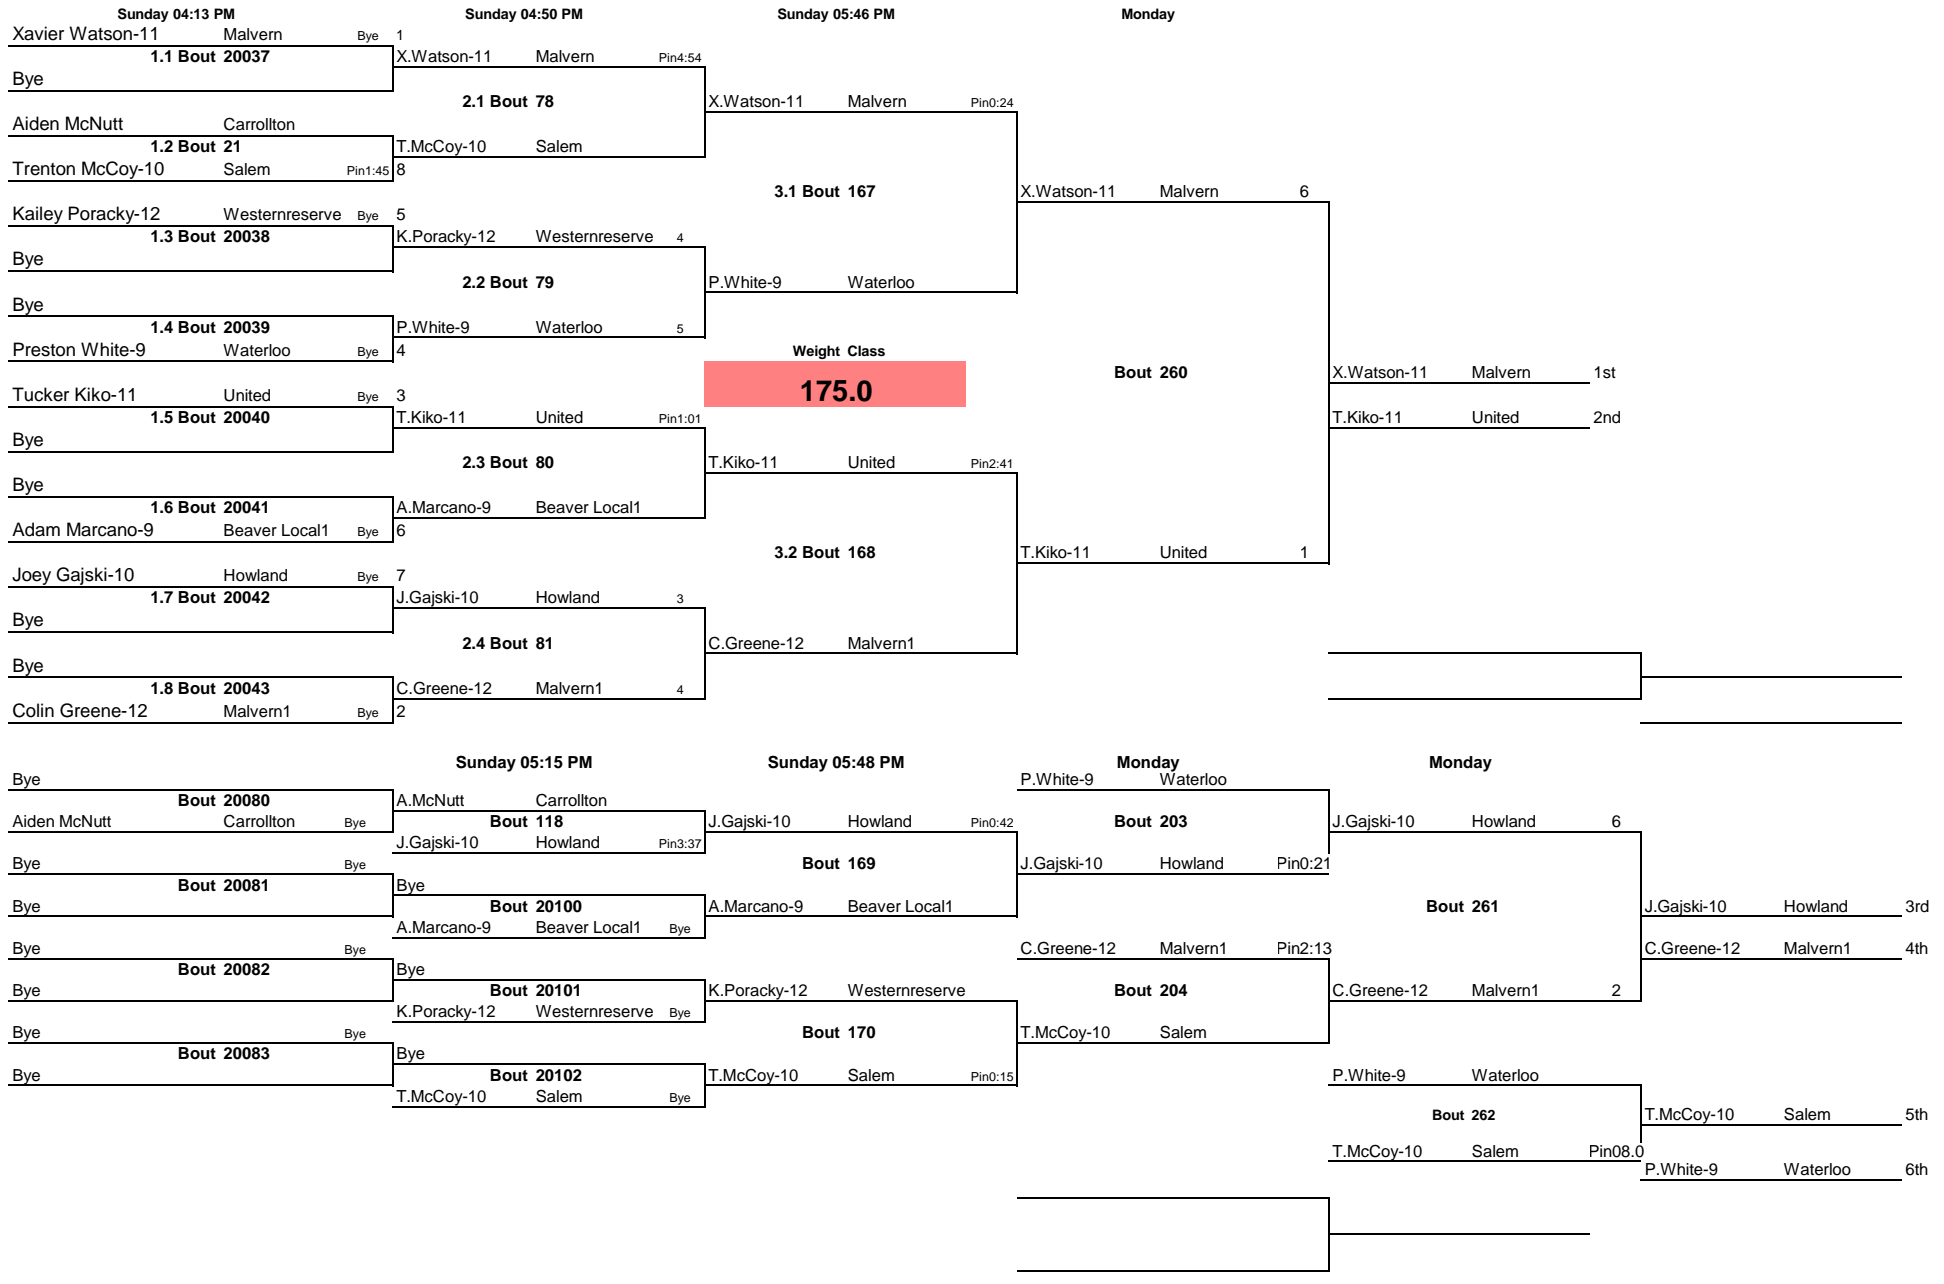 Sunday 04:13 PM Sunday 04:50 PM Sunday 05:46 PM Monday
Xavier Watson-11 Malvern Bye 1
1.1 Bout 20037 X.Watson-11 Malvern Pin4:54
Bye
2.1 Bout 78 X.Watson-11 Malvern Pin0:24
Aiden McNutt Carrollton
1.2 Bout 21 T.McCoy-10 Salem
Trenton McCoy-10 Salem Pin1:45 8
3.1 Bout 167 X.Watson-11 Malvern 6
Kailey Poracky-12 Westernreserve Bye 5
1.3 Bout 20038 K.Poracky-12 Westernreserve 4
Bye
2.2 Bout 79 P.White-9 Waterloo
Bye
1.4 Bout 20039 P.White-9 Waterloo 5
Preston White-9 Waterloo Bye 4 Weight Class
Bout 260 X.Watson-11 Malvern 1st
Tucker Kiko-11 United Bye 3 175.0
1.5 Bout 20040 T.Kiko-11 United Pin1:01 T.Kiko-11 United 2nd
Bye
2.3 Bout 80 T.Kiko-11 United Pin2:41
Bye
1.6 Bout 20041 A.Marcano-9 Beaver Local1
Adam Marcano-9 Beaver Local1 Bye 6
3.2 Bout 168 T.Kiko-11 United 1
Joey Gajski-10 Howland Bye 7
1.7 Bout 20042 J.Gajski-10 Howland 3
Bye
2.4 Bout 81 C.Greene-12 Malvern1
Bye
1.8 Bout 20043 C.Greene-12 Malvern1 4
Colin Greene-12 Malvern1 Bye 2
Sunday 05:15 PM Sunday 05:48 PM Monday Monday
Bye P.White-9 Waterloo
Bout 20080 A.McNutt Carrollton
Aiden McNutt Carrollton Bye Bout 118 J.Gajski-10 Howland Pin0:42 Bout 203 J.Gajski-10 Howland 6
J.Gajski-10 Howland Pin3:37
Bye Bye Bout 169 J.Gajski-10 Howland Pin0:21
Bout 20081 Bye
Bye Bout 20100 A.Marcano-9 Beaver Local1 Bout 261 J.Gajski-10 Howland 3rd
A.Marcano-9 Beaver Local1 Bye
Bye Bye C.Greene-12 Malvern1 Pin2:13 C.Greene-12 Malvern1 4th
Bout 20082 Bye
Bye Bout 20101 K.Poracky-12 Westernreserve Bout 204 C.Greene-12 Malvern1 2
K.Poracky-12 Westernreserve Bye
Bye Bye Bout 170 T.McCoy-10 Salem
Bout 20083 Bye
Bye Bout 20102 T.McCoy-10 Salem Pin0:15 P.White-9 Waterloo
T.McCoy-10 Salem Bye
Bout 262 T.McCoy-10 Salem 5th
T.McCoy-10 Salem Pin08.0
P.White-9 Waterloo 6th